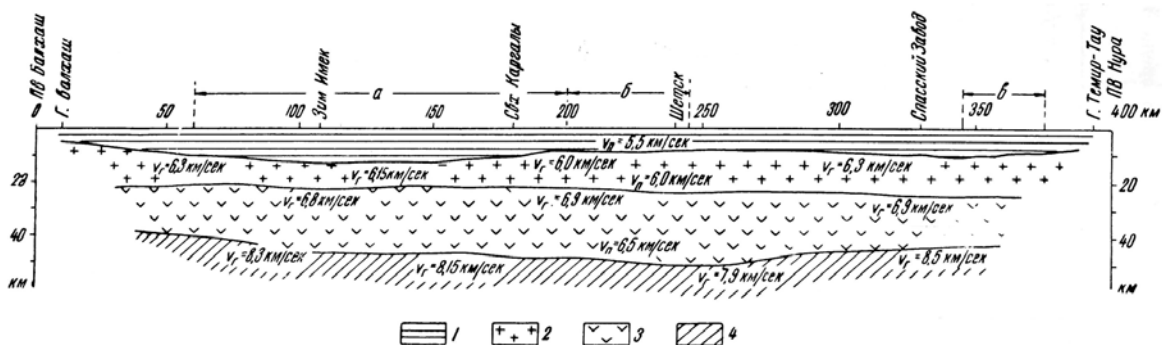 ПВ Балхаш
Г. Балхаш
Зим Имек
Свх Каргалы
Шетск
Спасский Завод
Г. Темир-Тау
ПВ Нура
а б в
0 50 100 150 200 250 300 350 400 км
vп = 5,5 км/сек
vг = 6,3 км/сек vг = 6,15 км/сек vг = 6,0 км/сек vг = 6,3 км/сек
vп = 6,0 км/сек
20 20
vг = 6,8 км/сек vг = 6,9 км/сек vг = 6,9 км/сек
40 vп = 6,5 км/сек 40
vг = 8,3 км/сек vг = 8,15 км/сек vг = 7,9 км/сек vг = 8,5 км/сек
км км
1 2 3 4